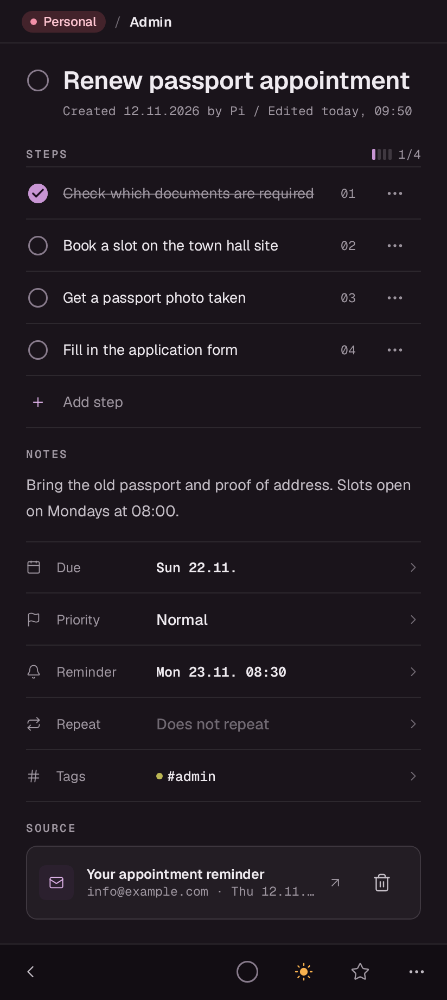 Personal / Admin
Renew passport appointment
Created 12.11.2026 by Pi / Edited today, 09:50
STEPS 1/4
Check which documents are required 01
Book a slot on the town hall site 02
Get a passport photo taken 03
Fill in the application form 04
Add step
NOTES
Bring the old passport and proof of address. Slots open
on Mondays at 08:00.
Due Sun 22.11.
Priority Normal
Reminder Mon 23.11. 08:30
Repeat Does not repeat
Tags #admin
SOURCE
Your appointment reminder
info@example.com · Thu 12.11.…